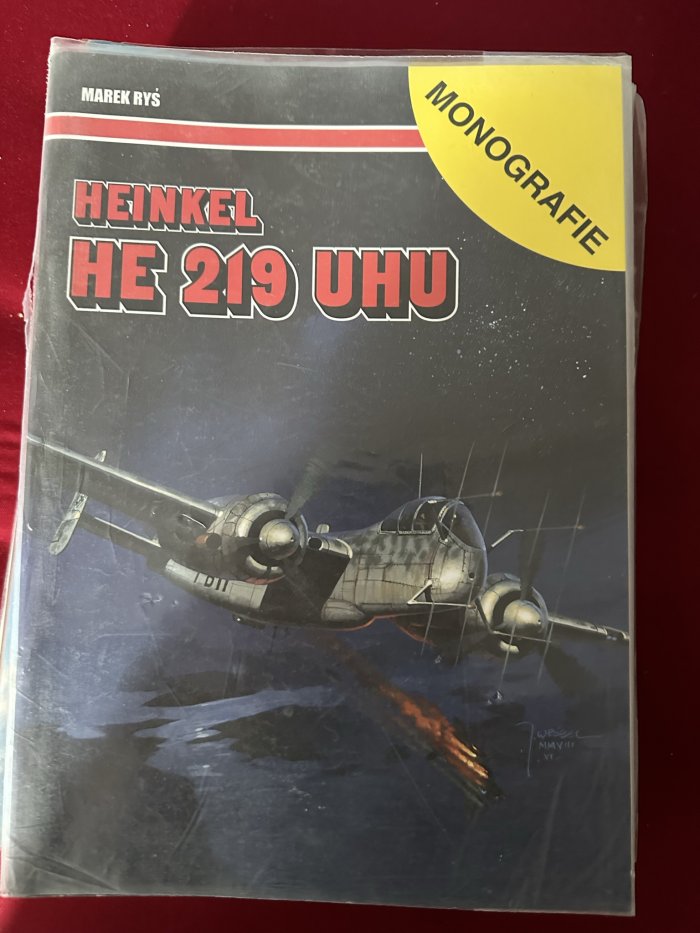 MAREK RYŚ
MONOGRAFIE
HEINKEL
HE 219 UHU